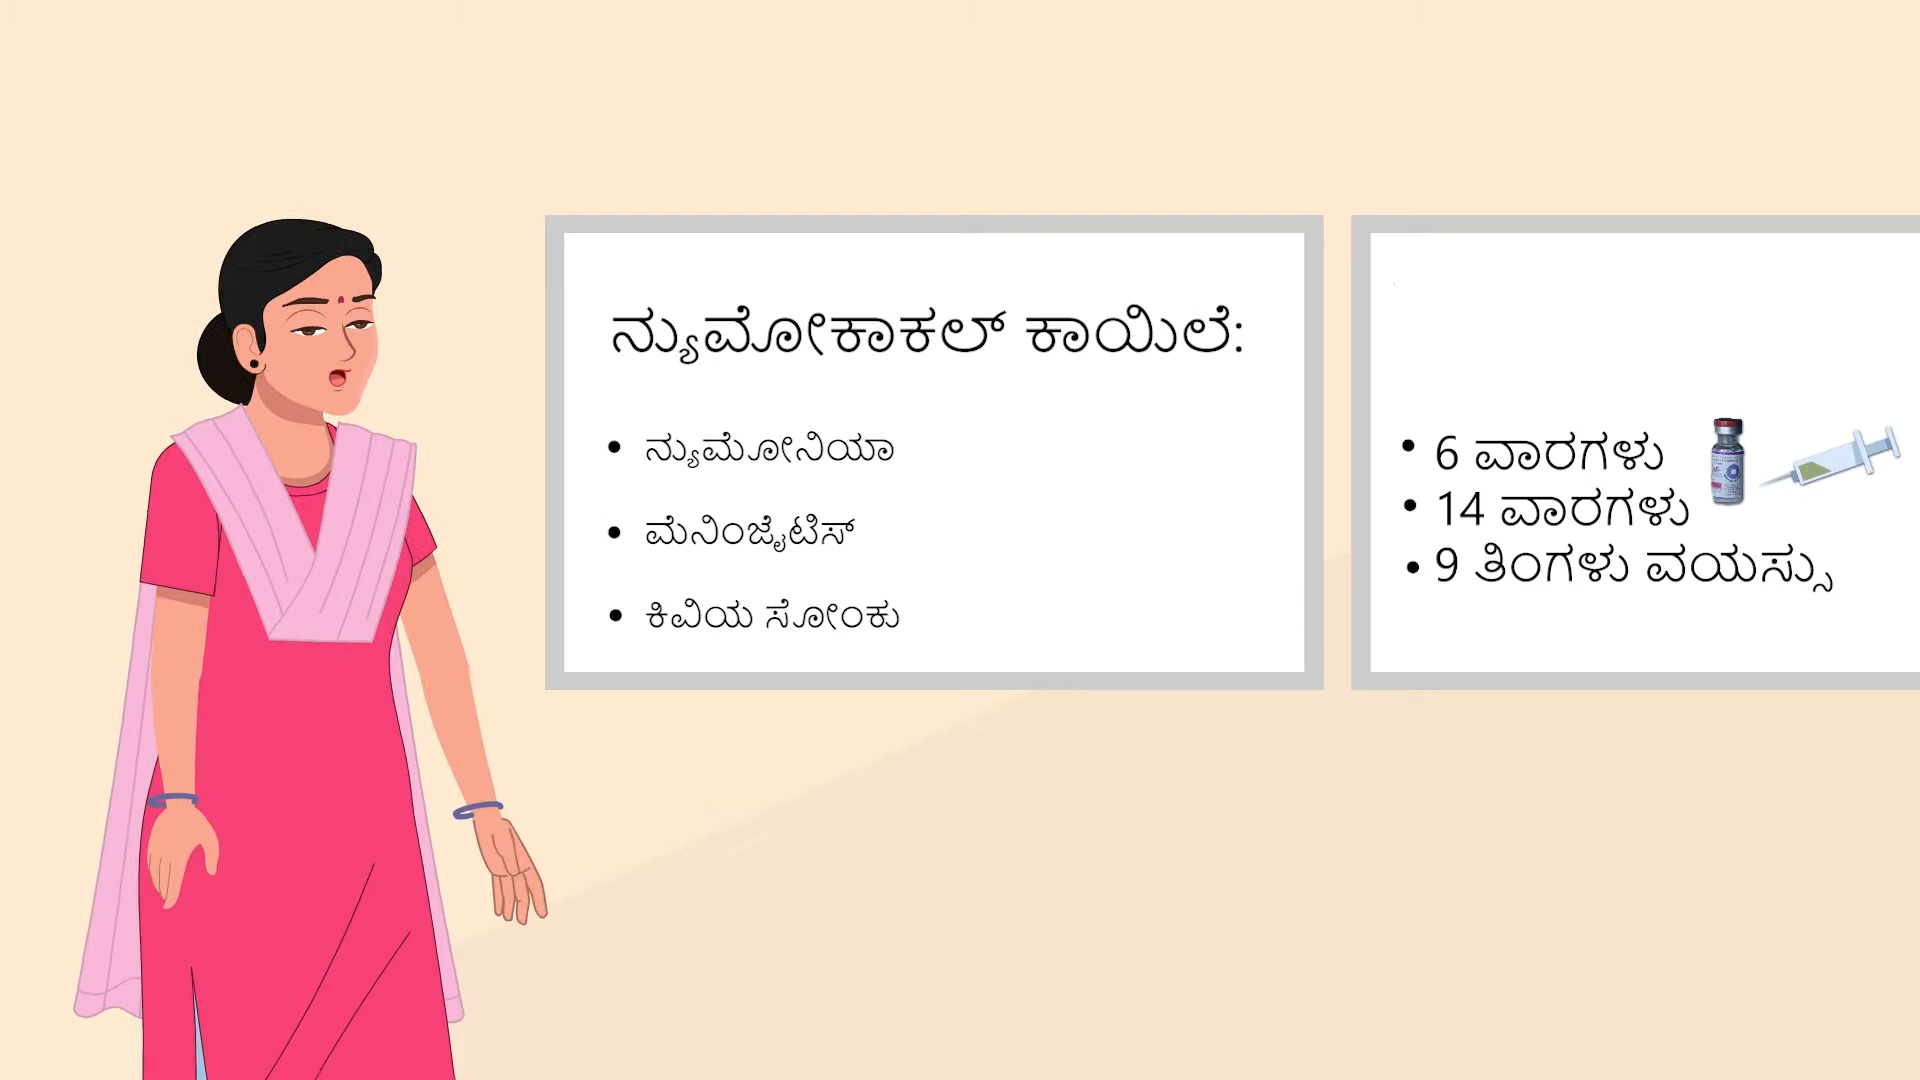 ನ್ಯುಮೋಕಾಕಲ್ ಕಾಯಿಲೆ:
• ನ್ಯುಮೋನಿಯಾ
• ಮೆನಿಂಜೈಟಿಸ್
• ಕಿವಿಯ ಸೋಂಕು
• 6 ವಾರಗಳು
• 14 ವಾರಗಳು
• 9 ತಿಂಗಳು ವಯಸ್ಸು